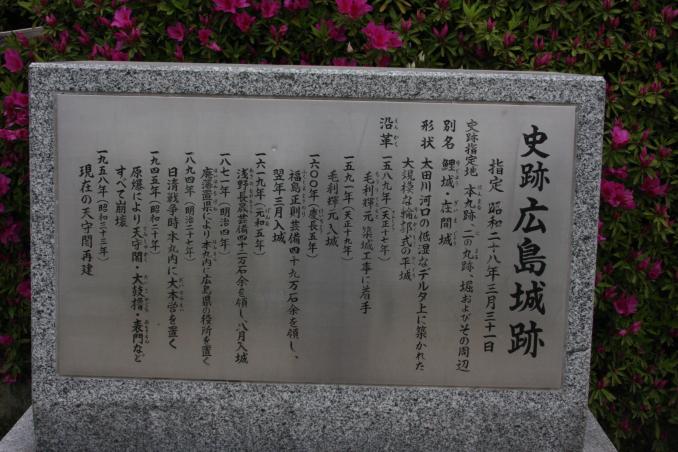 史跡広島城跡
指定 昭和二十八年三月三十一日
史跡指定地 本丸跡、二の丸跡、堀およびその周辺
別名 鯉城・在間城
形状 太田川河口の低湿なデルタ上に築かれた
大規模な輪郭式の平城
沿革 一五八九年(天正十七年)
毛利輝元 築城工事に着手
一五九一年(天正十九年)
毛利輝元 入城
一六〇〇年(慶長五年)
福島正則芸備四十九万石余を領し、
翌年三月入城
一六一九年(元和五年)
浅野長晟芸備四十二万石余を領し、八月入城
一八七一年(明治四年)
廃藩置県により本丸内に広島県の役所を置く
一八九四年(明治二十七年)
日清戦争時本丸内に大本営を置く
一九四五年(昭和二十年)
原爆により天守閣・太鼓櫓・表門など
すべて崩壊
一九五八年(昭和三十三年)
現在の天守閣再建